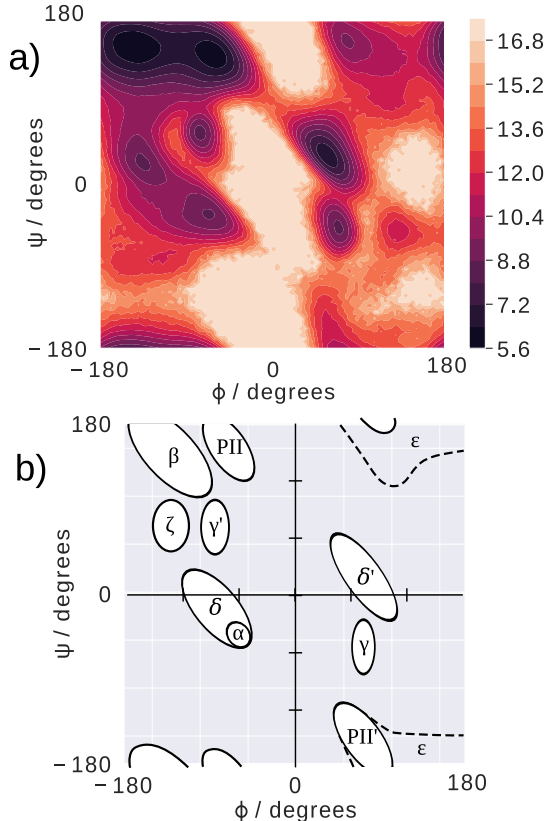 a)
180
0
−180
ψ / degrees
−180
0
180
ϕ / degrees
16.8
15.2
13.6
12.0
10.4
8.8
7.2
5.6
b)
180
0
−180
ψ / degrees
β
PII
ε
ζ
γ'
δ
α
δ'
γ
PII'
ε
−180
0
180
ϕ / degrees